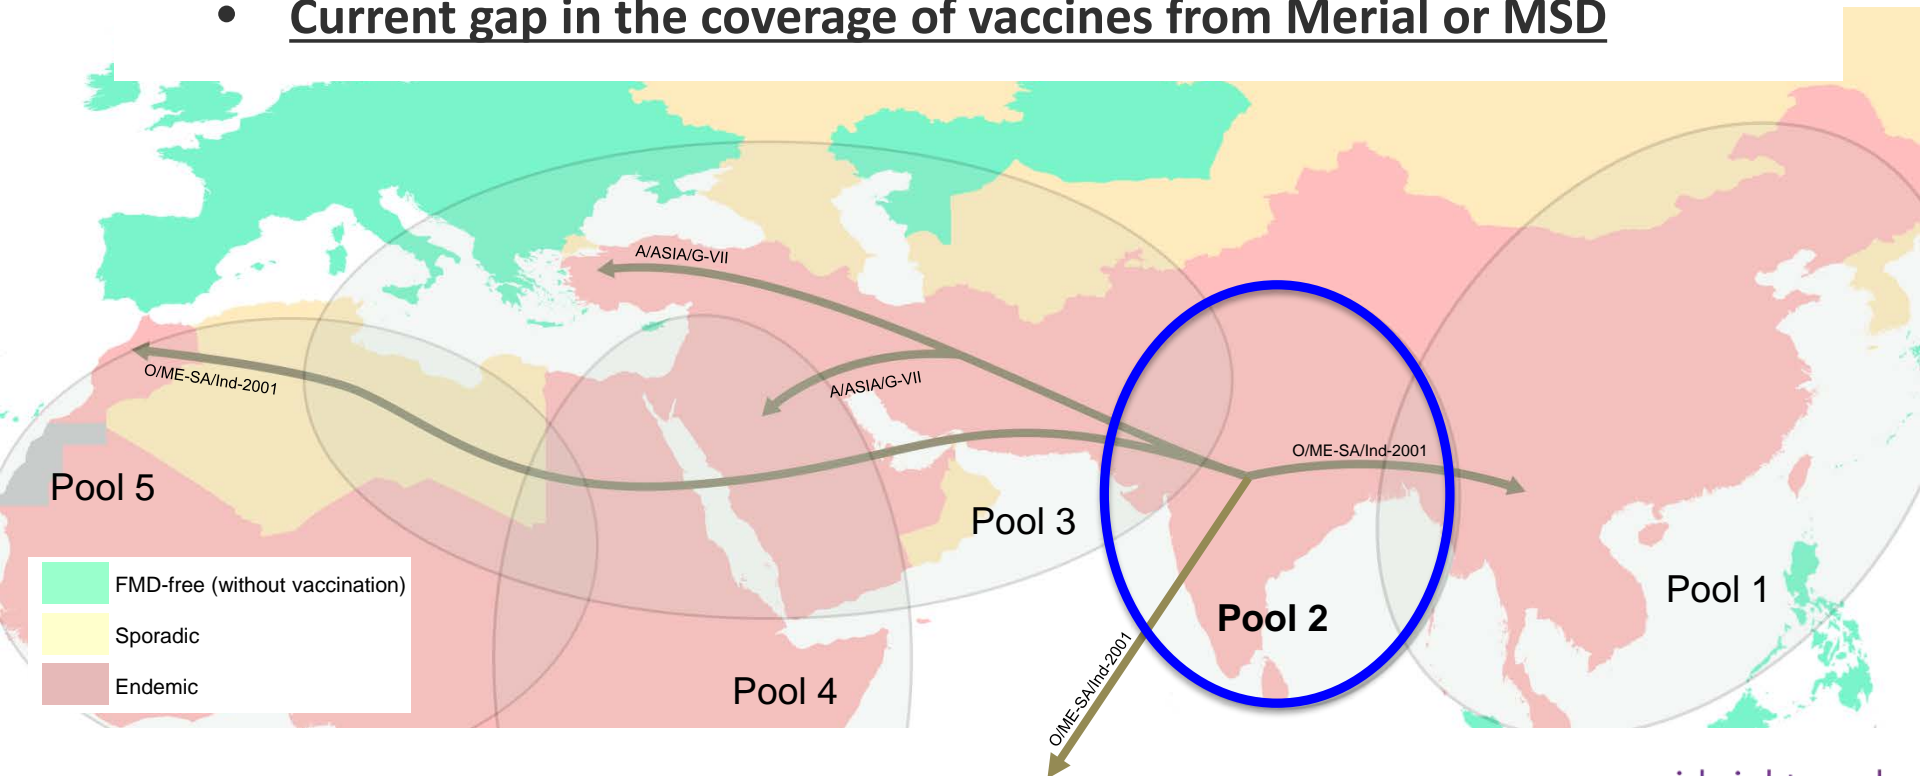 • Current gap in the coverage of vaccines from Merial or MSD
A/ASIA/G-VII
O/ME-SA/Ind-2001
A/ASIA/G-VII
O/ME-SA/Ind-2001
Pool 5
Pool 3
Pool 1
Pool 2
Pool 4
O/ME-SA/Ind-2001
FMD-free (without vaccination)
Sporadic
Endemic